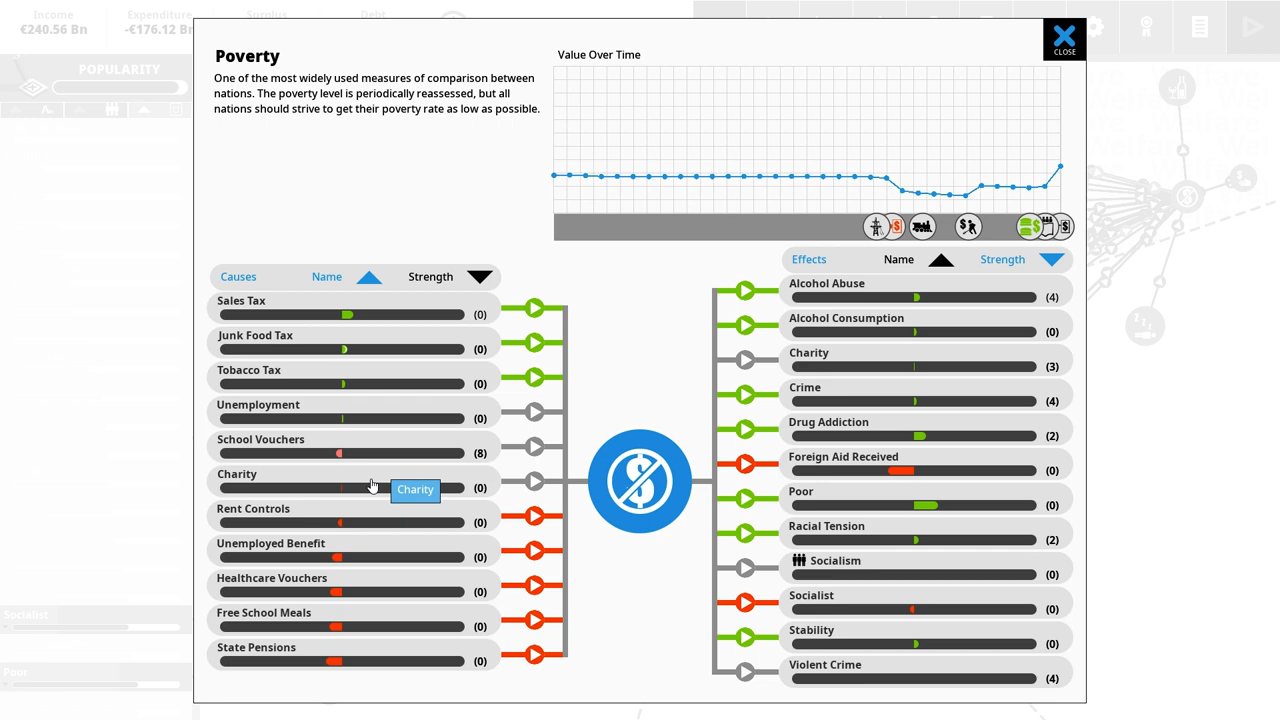 Income
Expenditure
Surplus
Debt
€240.56 Bn
-€176.12 Bn
POPULARITY
CLOSE
Poverty
One of the most widely used measures of comparison between
nations. The poverty level is periodically reassessed, but all
nations should strive to get their poverty rate as low as possible.
Value Over Time
Causes
Name
Strength
Sales Tax
(0)
Junk Food Tax
(0)
Tobacco Tax
(0)
Unemployment
(0)
School Vouchers
(8)
Charity
(0)
Charity
Rent Controls
(0)
Unemployed Benefit
(0)
Healthcare Vouchers
(0)
Free School Meals
(0)
State Pensions
(0)
Effects
Name
Strength
Alcohol Abuse
(4)
Alcohol Consumption
(0)
Charity
(3)
Crime
(4)
Drug Addiction
(2)
Foreign Aid Received
(0)
Poor
(0)
Racial Tension
(2)
Socialism
(0)
Socialist
(0)
Stability
(0)
Violent Crime
(4)
Socialist
Poor